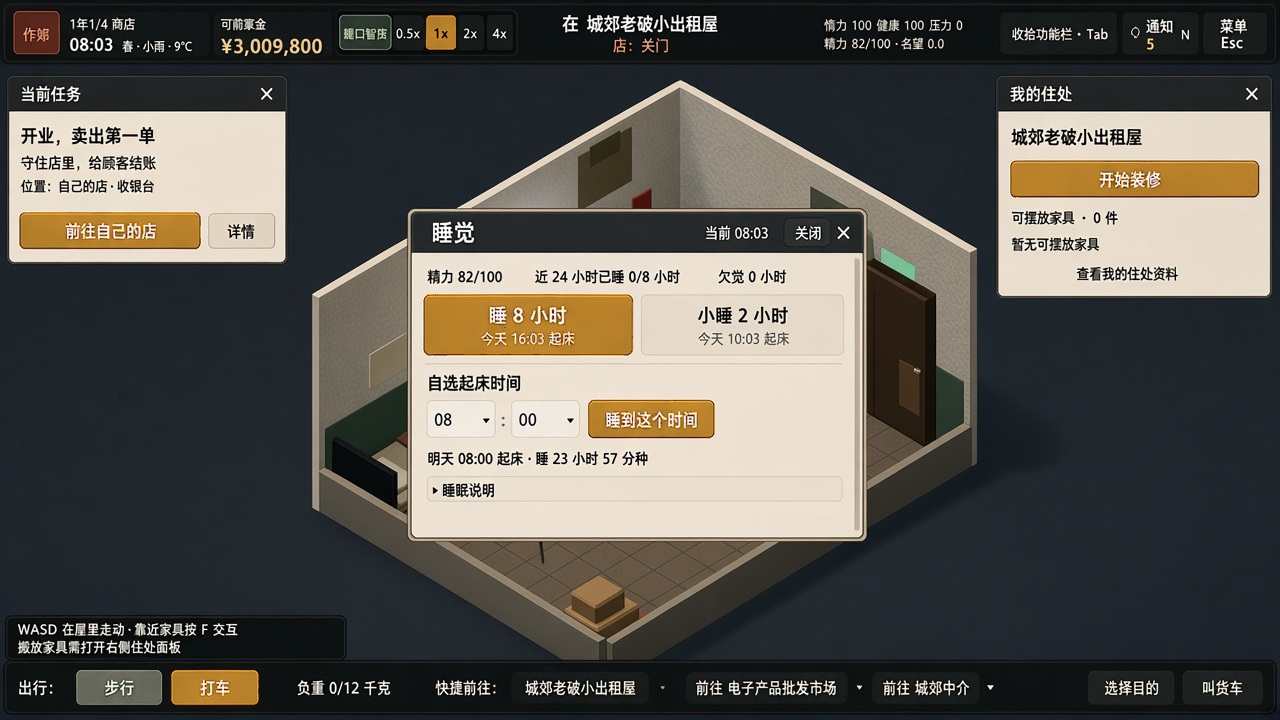 1年1/4 商店
08:03 春·小雨·9℃
¥3,009,800
0.5x 1x 2x 4x
在 城郊老破小出租屋
店：关门
力 100 健康 100 压力 0
精力 82/100·名望 0.0
收拾功能栏·Tab
通知
5
N
菜单
Esc
当前任务
开业，卖出第一单
守住店里，给顾客结账
位置：自己的店·收银台
前往自己的店
详情
我的住处
城郊老破小出租屋
开始装修
可摆放家具 · 0 件
暂无可摆放家具
查看我的住处资料
睡觉
当前 08:03
关闭
精力 82/100 近 24 小时已睡 0/8 小时 欠觉 0 小时
睡 8 小时
今天 16:03 起床
小睡 2 小时
今天 10:03 起床
自选起床时间
08 : 00 睡到这个时间
明天 08:00 起床·睡 23 小时 57 分种
睡眠说明
WASD 在屋里走动·靠近家具按 F 交互
搬放家具需打开右侧住处面板
出行： 步行 打车 负重 0/12 千克 快捷前往： 城郊老破小出租屋 前往 电子产品批发市场 前往 城郊中介 选择目的 叫货车